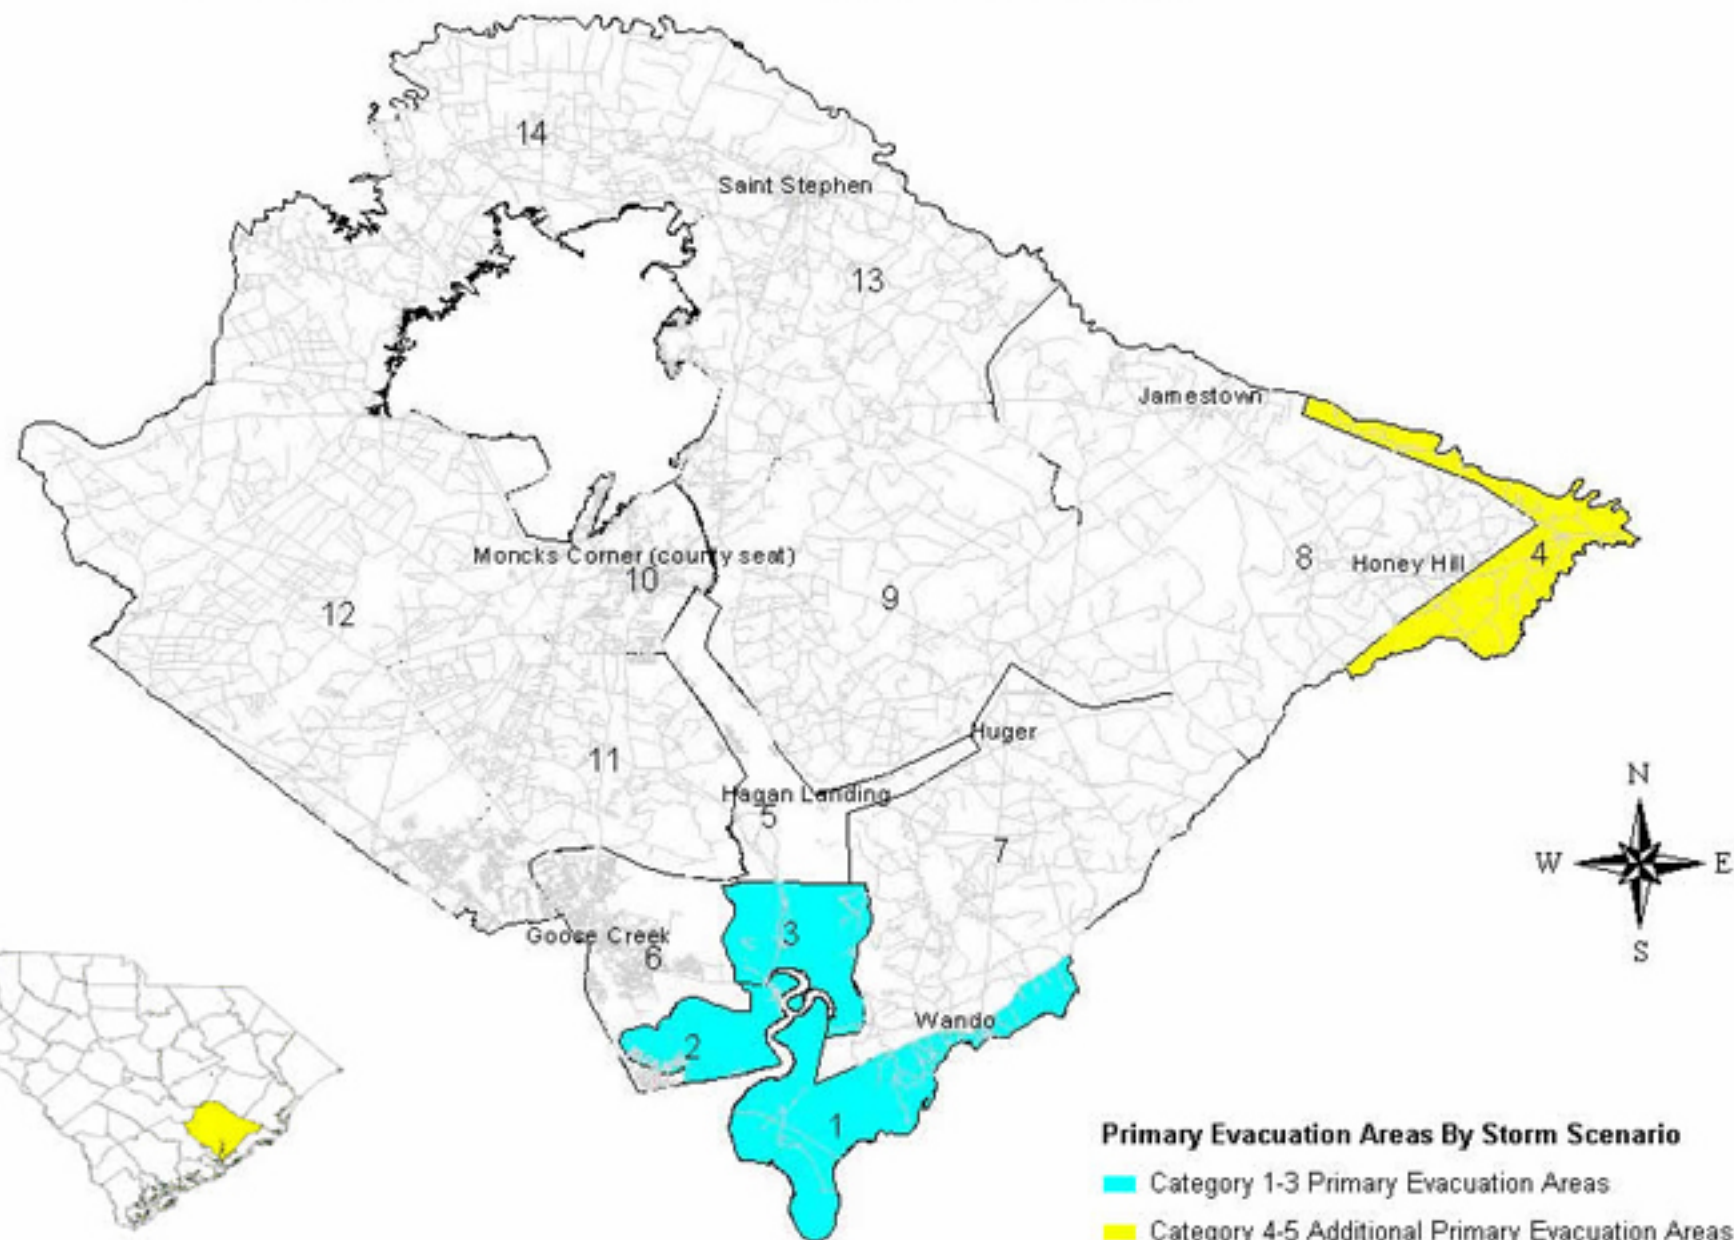 14
Saint Stephen
13
Jamestown
Moncks Corner (county seat)
10
8
Honey Hill
4
12
9
Huger
11
Hagan Landing
5
7
N
W
E
S
Goose Creek
6
3
Wando
2
1
Primary Evacuation Areas By Storm Scenario
Category 1-3 Primary Evacuation Areas
Category 4-5 Additional Primary Evacuation Areas